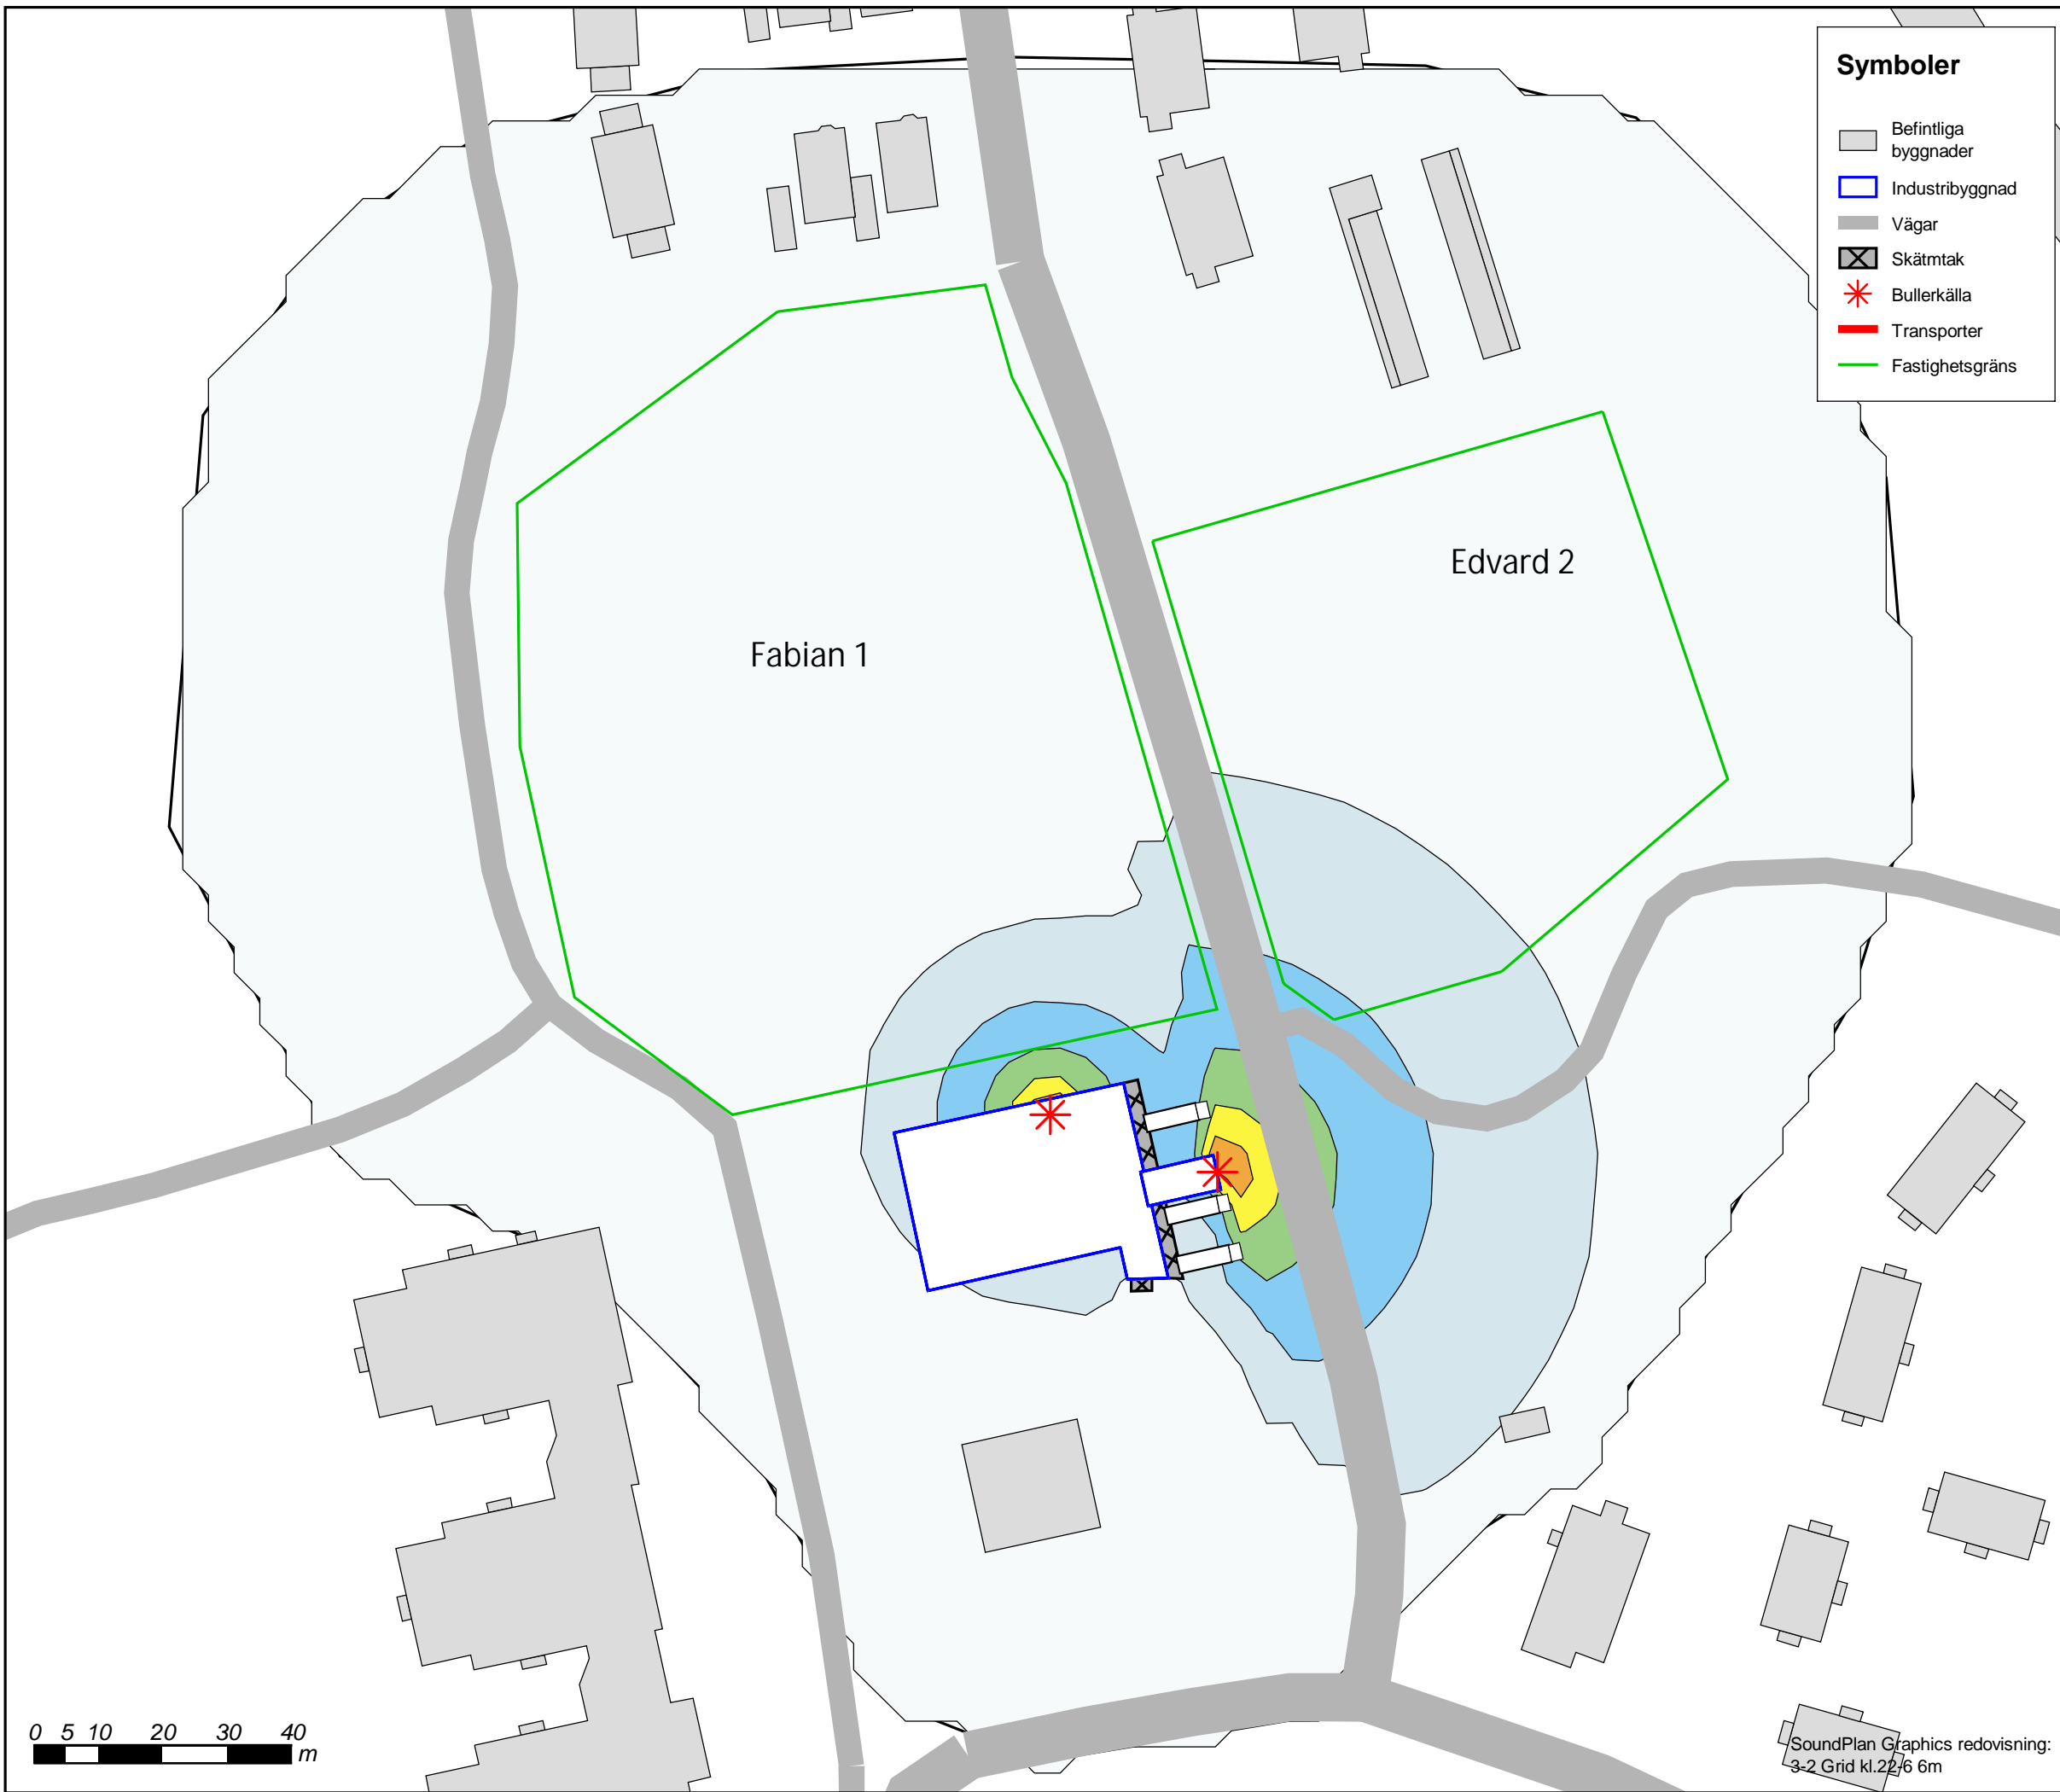 Symboler
Befintliga
byggnader
Industribyggnad
Vägar
Skätmtak
Bullerkälla
Transporter
Fastighetsgräns
Edvard 2
Fabian 1
0 5 10 20 30 40
m
SoundPlan Graphics redovisning:
3-2 Grid kl.22-6 6m